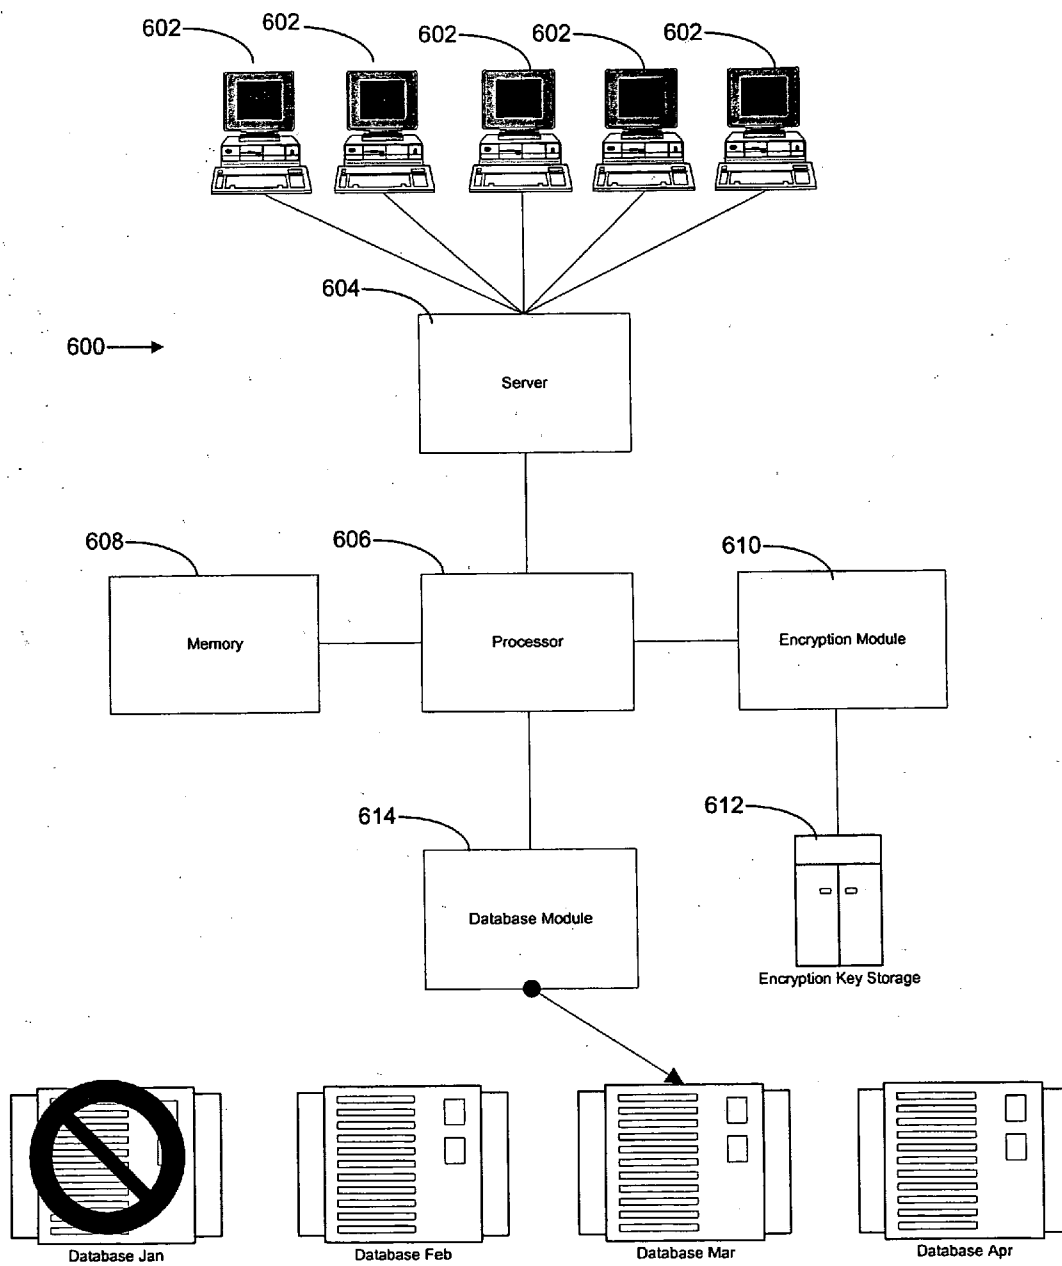 602 602 602 602 602
604
600
Server
608 606 610
Memory Processor Encryption Module
614 612
Database Module
Encryption Key Storage
Database Jan Database Feb Database Mar Database Apr